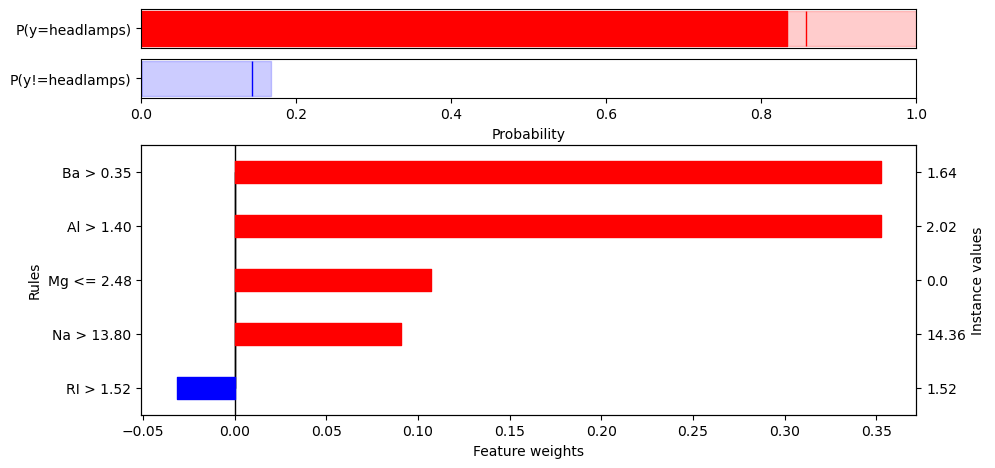 P(y=headlamps)
P(y!=headlamps)
0.0 0.2 0.4 0.6 0.8 1.0
Probability
Rules
Ba > 0.35 1.64
Al > 1.40 2.02
Mg <= 2.48 0.0
Na > 13.80 14.36
RI > 1.52 1.52
Instance values
−0.05 0.00 0.05 0.10 0.15 0.20 0.25 0.30 0.35
Feature weights